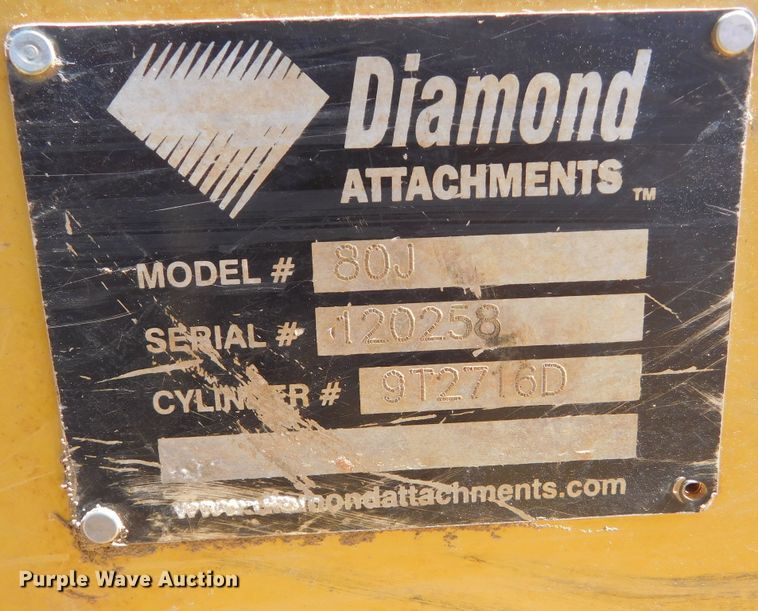 Diamond
ATTACHMENTS ™
MODEL # 80J
SERIAL # 120258
CYLINDER # 9T2716D
www.diamondattachments.com
Purple Wave Auction